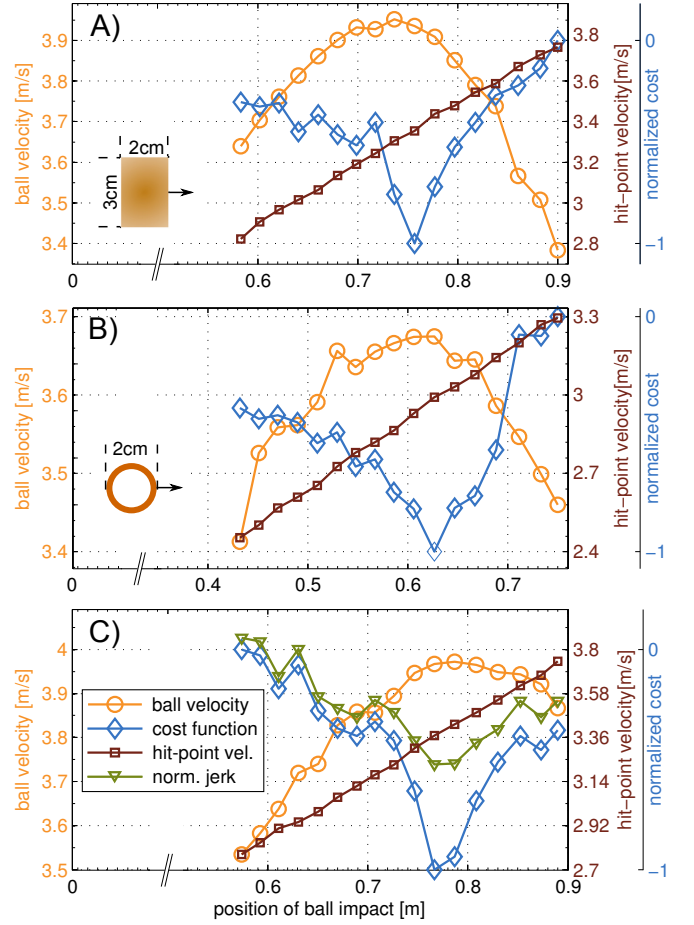 A)
ball velocity [m/s]
3.9
3.8
3.7
3.6
3.5
3.4
2cm
3cm
0
0.6
0.7
0.8
0.9
3.8
3.6
3.4
3.2
3
2.8
hit−point velocity[m/s]
0
−1
normalized cost
B)
ball velocity [m/s]
3.7
3.6
3.5
3.4
2cm
0
0.4
0.5
0.6
0.7
3.3
3
2.7
2.4
hit−point velocity[m/s]
0
−1
normalized cost
C)
ball velocity [m/s]
4
3.9
3.8
3.7
3.6
3.5
ball velocity
cost function
hit−point vel.
norm. jerk
0
0.6
0.7
0.8
0.9
position of ball impact [m]
3.8
3.58
3.36
3.14
2.92
2.7
hit−point velocity[m/s]
0
−1
normalized cost